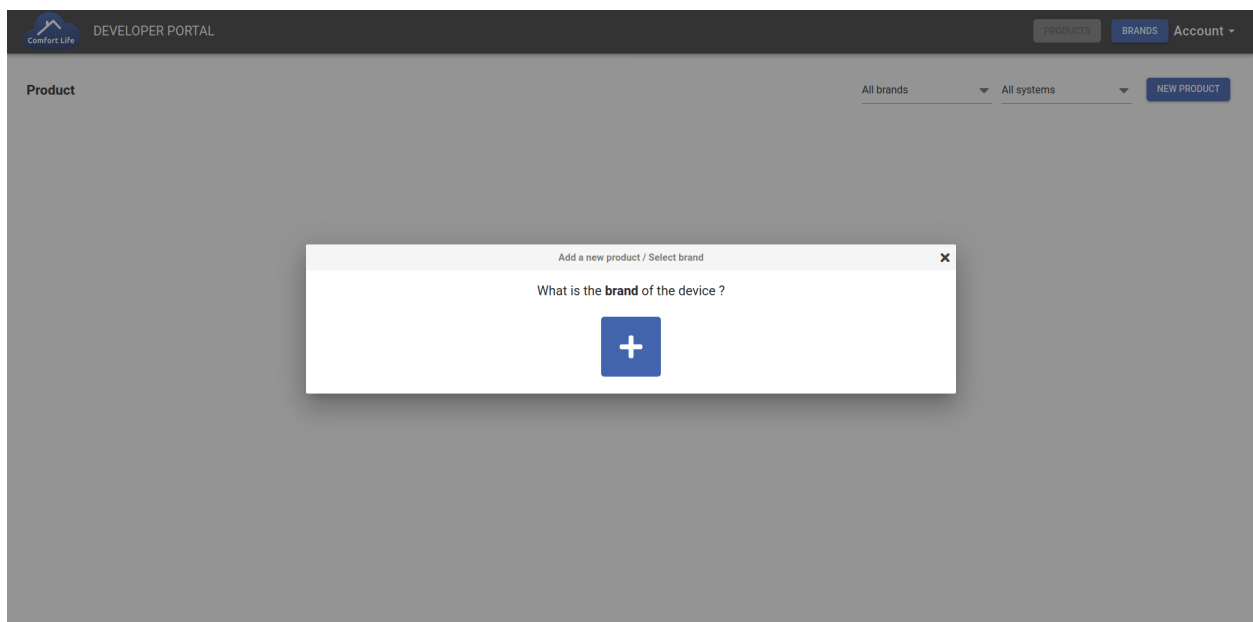 Comfort Life
DEVELOPER PORTAL
PRODUCTS
BRANDS
Account
Product
All brands
All systems
NEW PRODUCT
Add a new product / Select brand
What is the brand of the device ?